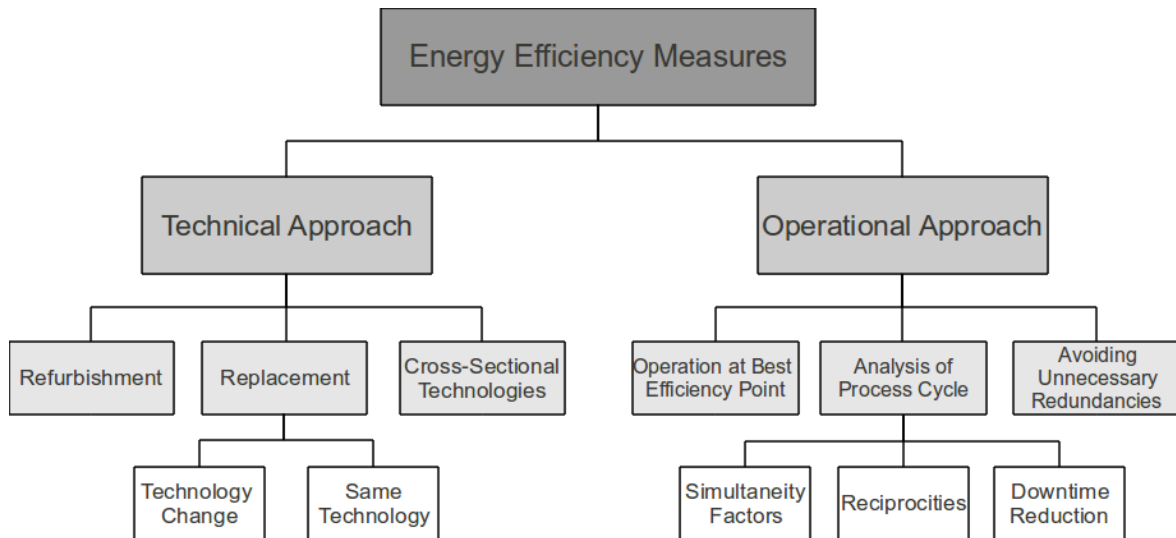 Energy Efficiency Measures
Technical Approach
Operational Approach
Refurbishment
Replacement
Cross-Sectional
Technologies
Operation at Best
Efficiency Point
Analysis of
Process Cycle
Avoiding
Unnecessary
Redundancies
Technology
Change
Same
Technology
Simultaneity
Factors
Reciprocities
Downtime
Reduction